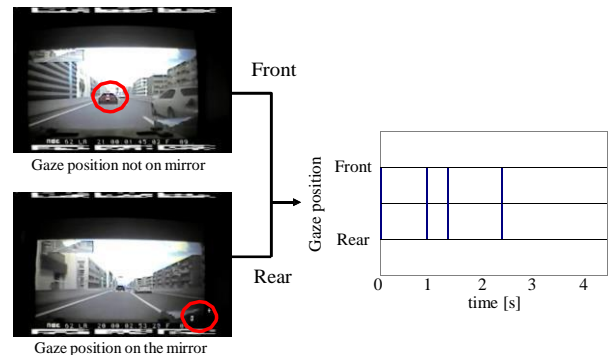 Front
Gaze position not on mirror
Gaze position
Front
Rear
0 1 2 3 4
time [s]
Rear
Gaze position on the mirror